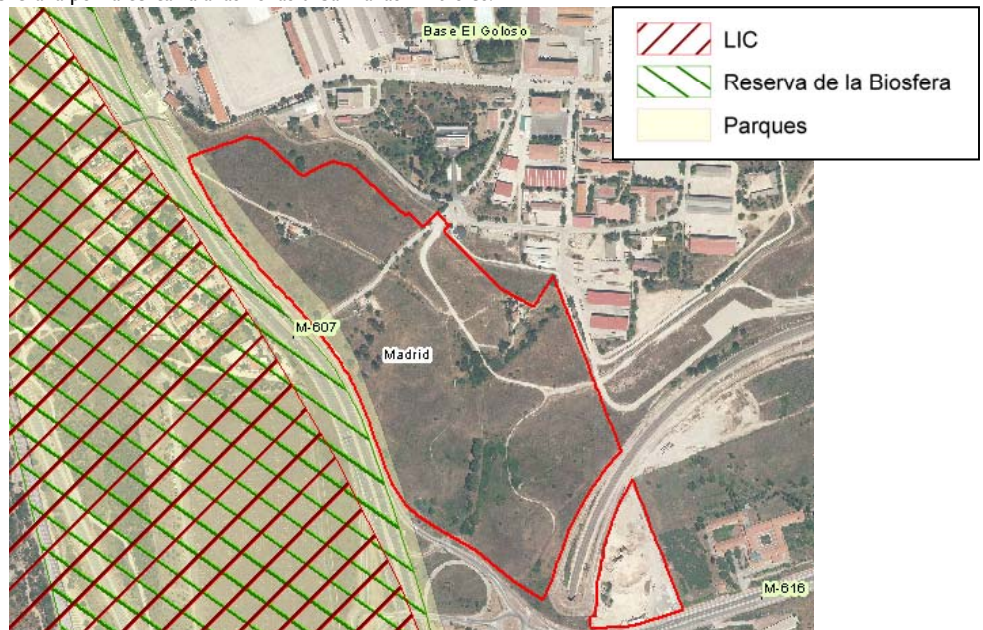 Base El Goloso
LIC
Reserva de la Biosfera
Parques
M-607
Madrid
M-616